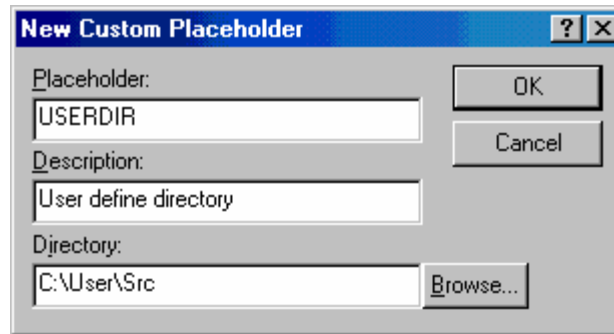 New Custom Placeholder
Placeholder:
USERDIR
OK
Cancel
Description:
User define directory
Directory:
C:\User\Src
Browse...